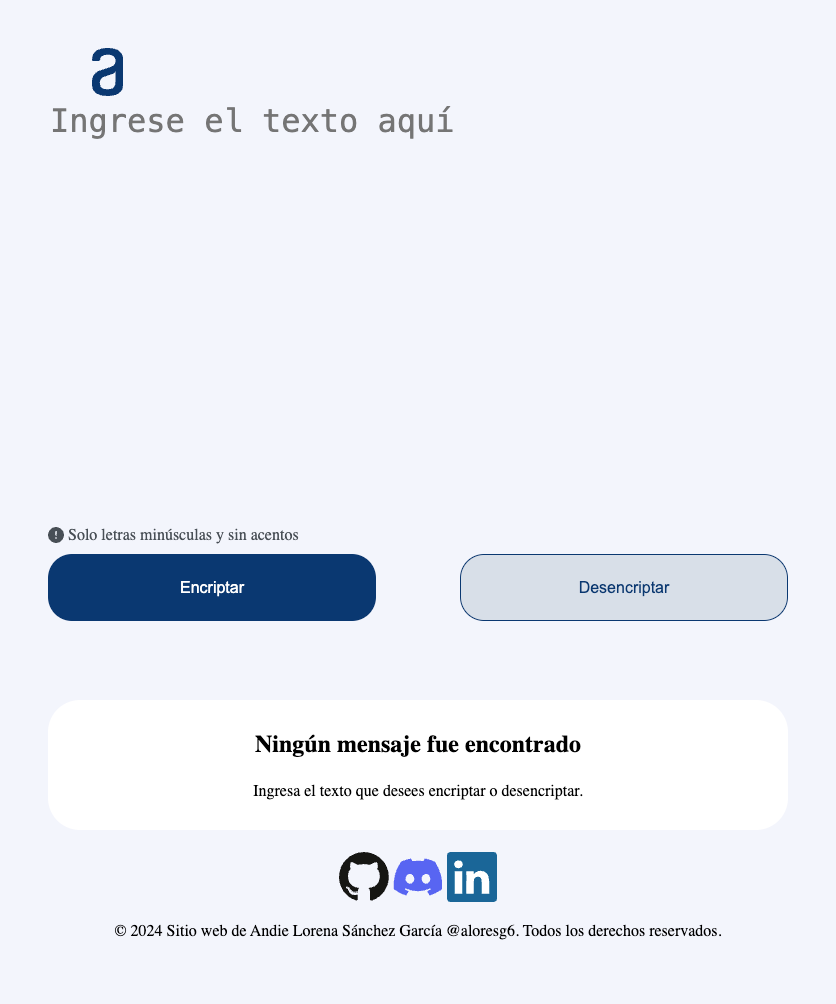 a
Ingrese el texto aquí
Solo letras minúsculas y sin acentos
Encriptar
Desencriptar
Ningún mensaje fue encontrado
Ingresa el texto que desees encriptar o desencriptar.
in
© 2024 Sitio web de Andie Lorena Sánchez García @aloresg6. Todos los derechos reservados.